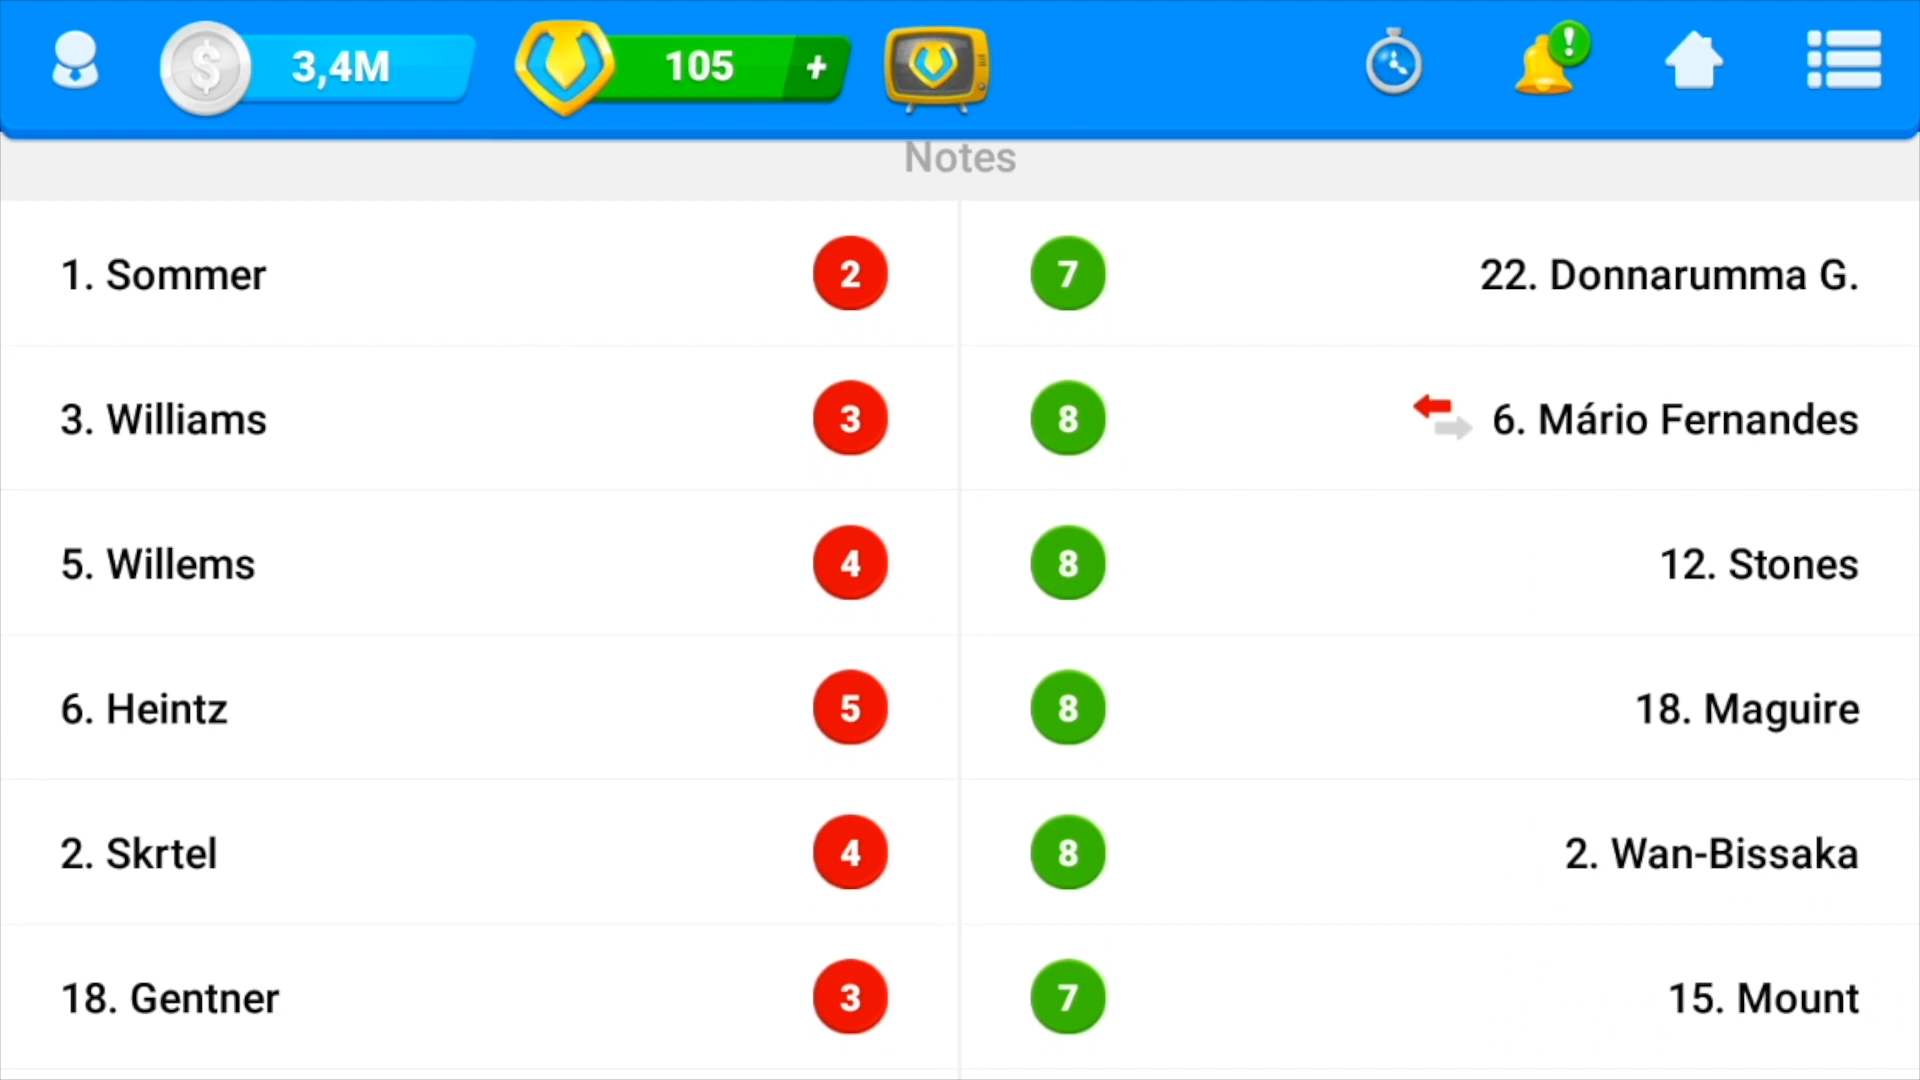 $ 3,4M 105 + !
Notes
1. Sommer 2 7 22. Donnarumma G.
3. Williams 3 8 6. Mário Fernandes
5. Willems 4 8 12. Stones
6. Heintz 5 8 18. Maguire
2. Skrtel 4 8 2. Wan-Bissaka
18. Gentner 3 7 15. Mount